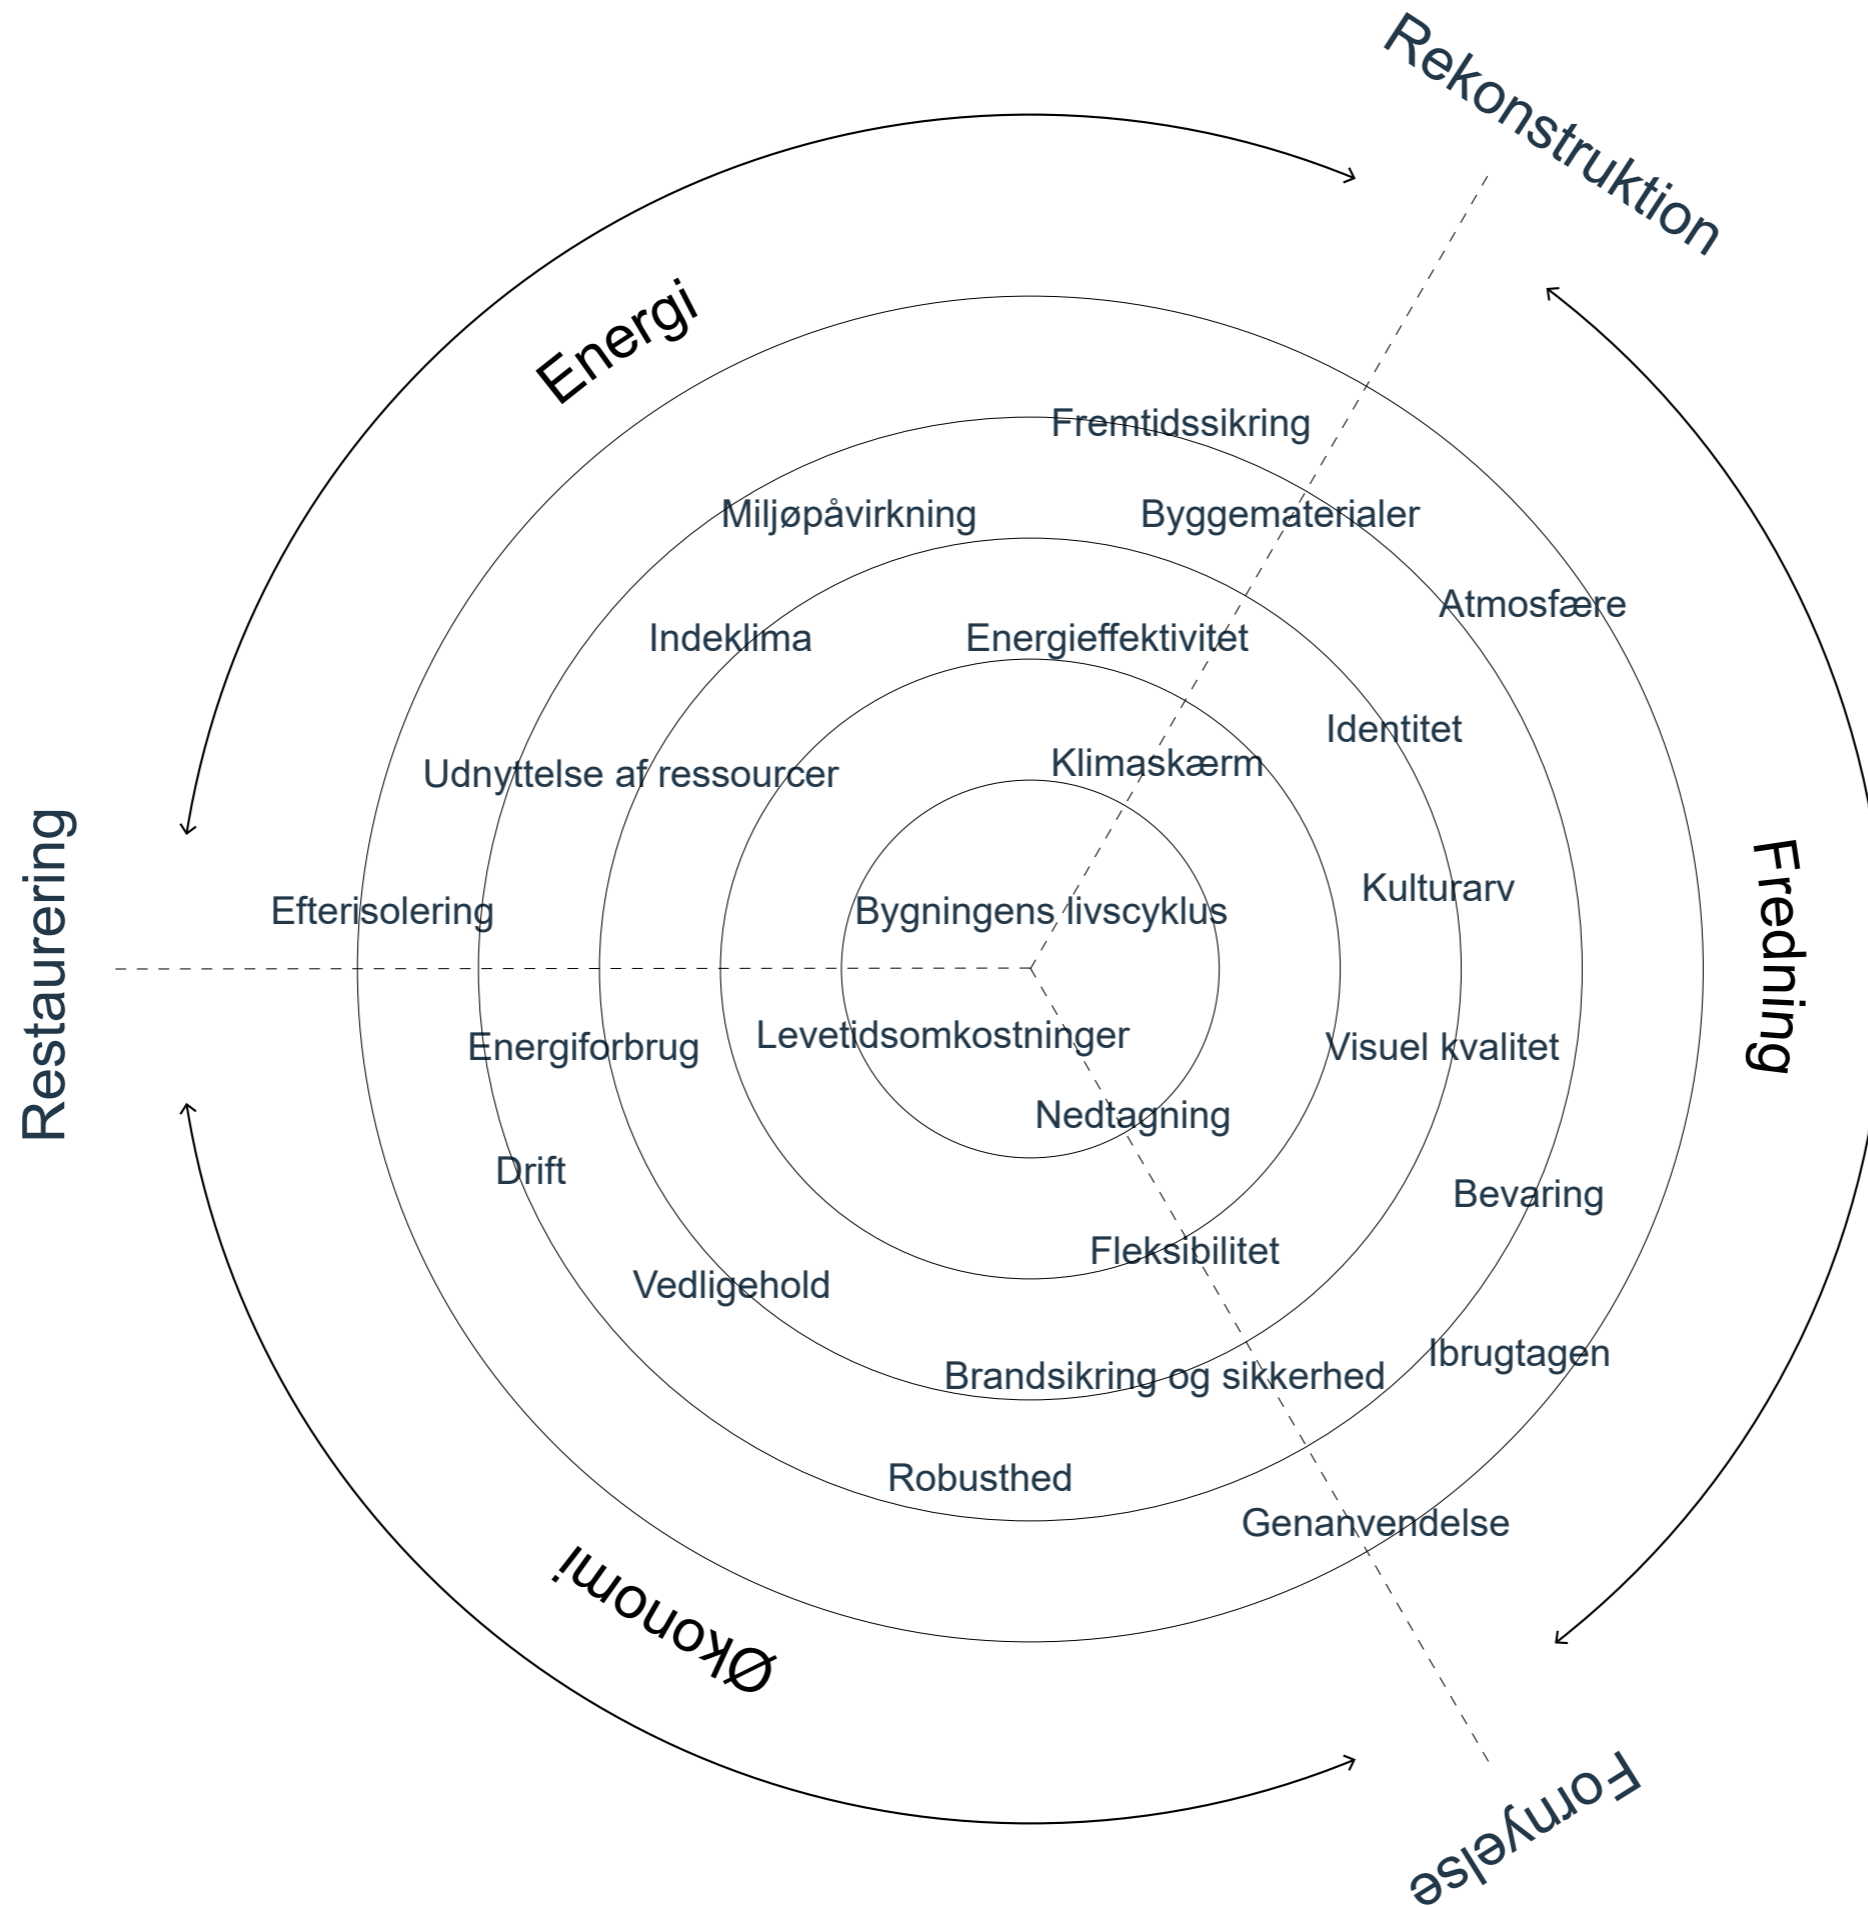 Rekonstruktion
Energi
Fremtidssikring
Miljøpåvirkning
Byggematerialer
Atmosfære
Indeklima
Energieffektivitet
Identitet
Klimaskærm
Udnyttelse af ressourcer
Kulturarv
Efterisolering
Bygningens livscyklus
Restaurering
Fredning
Levetidsomkostninger
Energiforbrug
Visuel kvalitet
Nedtagning
Drift
Bevaring
Fleksibilitet
Vedligehold
Ibrugtagen
Brandsikring og sikkerhed
Robusthed
Genanvendelse
Økonomi
Fornyelse